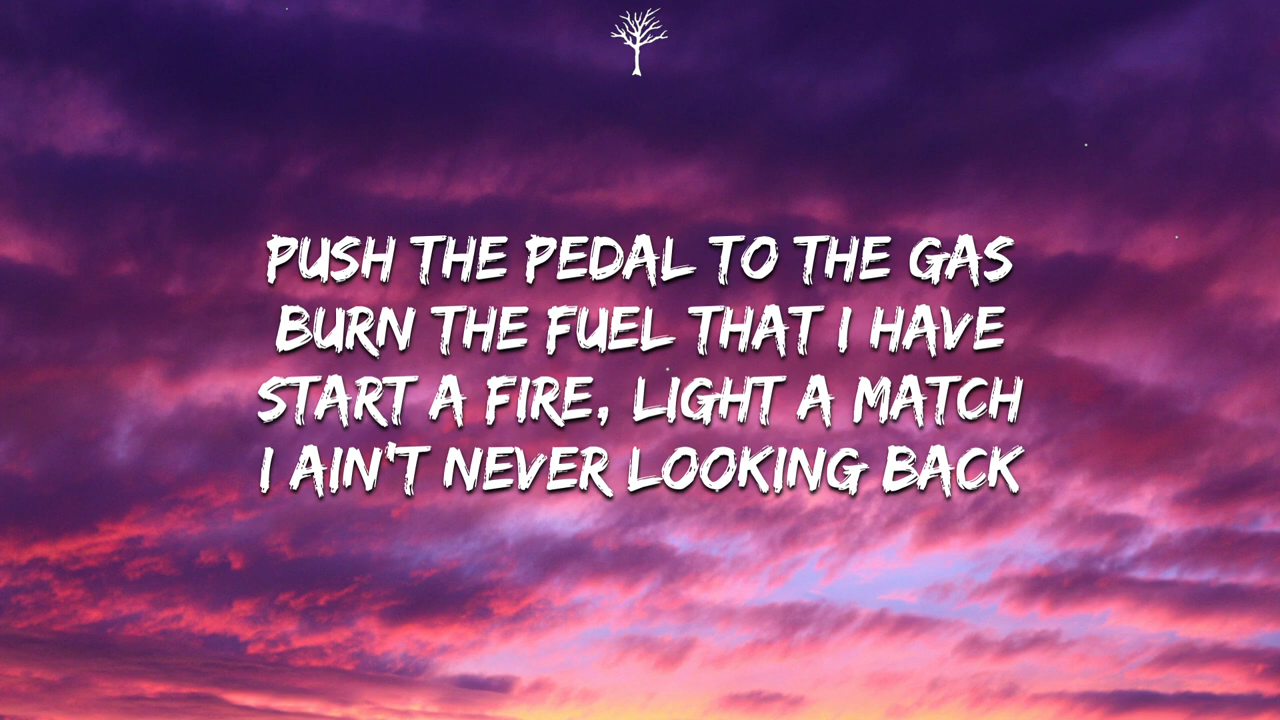 PUSH THE PEDAL TO THE GAS
BURN THE FUEL THAT I HAVE
START A FIRE, LIGHT A MATCH
I AIN'T NEVER LOOKING BACK